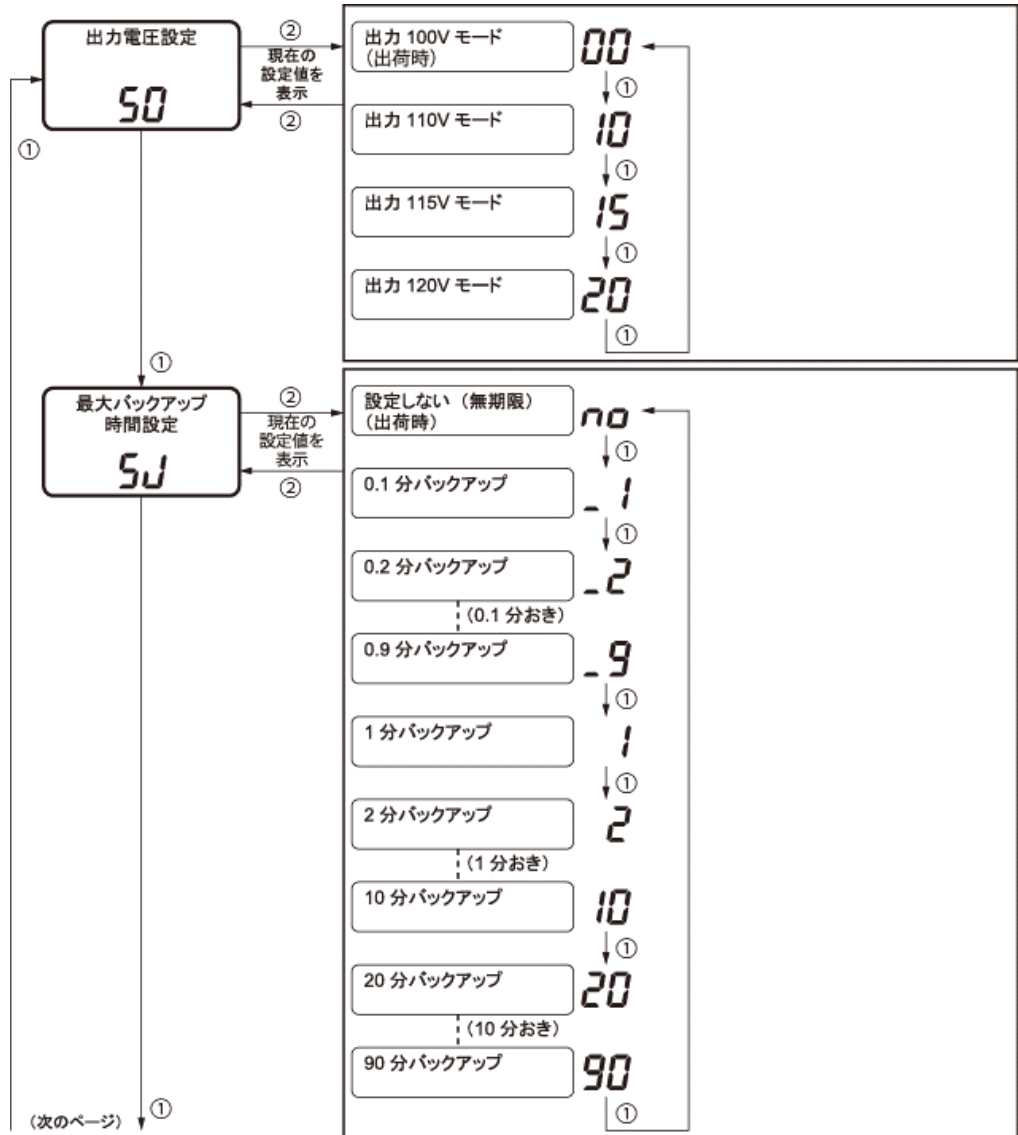 出力電圧設定
50
①
②
現在の
設定値を
表示
②
出力 100V モード
(出荷時)
00
①
出力 110V モード
10
①
出力 115V モード
15
①
出力 120V モード
20
①
①
最大バックアップ
時間設定
5J
②
現在の
設定値を
表示
②
設定しない（無期限）
(出荷時)
no
①
0.1 分バックアップ
_ 1
①
0.2 分バックアップ
_2
(0.1 分おき)
0.9 分バックアップ
_ 9
①
1 分バックアップ
1
①
2 分バックアップ
2
(1 分おき)
10 分バックアップ
10
①
20 分バックアップ
20
(10 分おき)
90 分バックアップ
90
①
(次のページ)
①